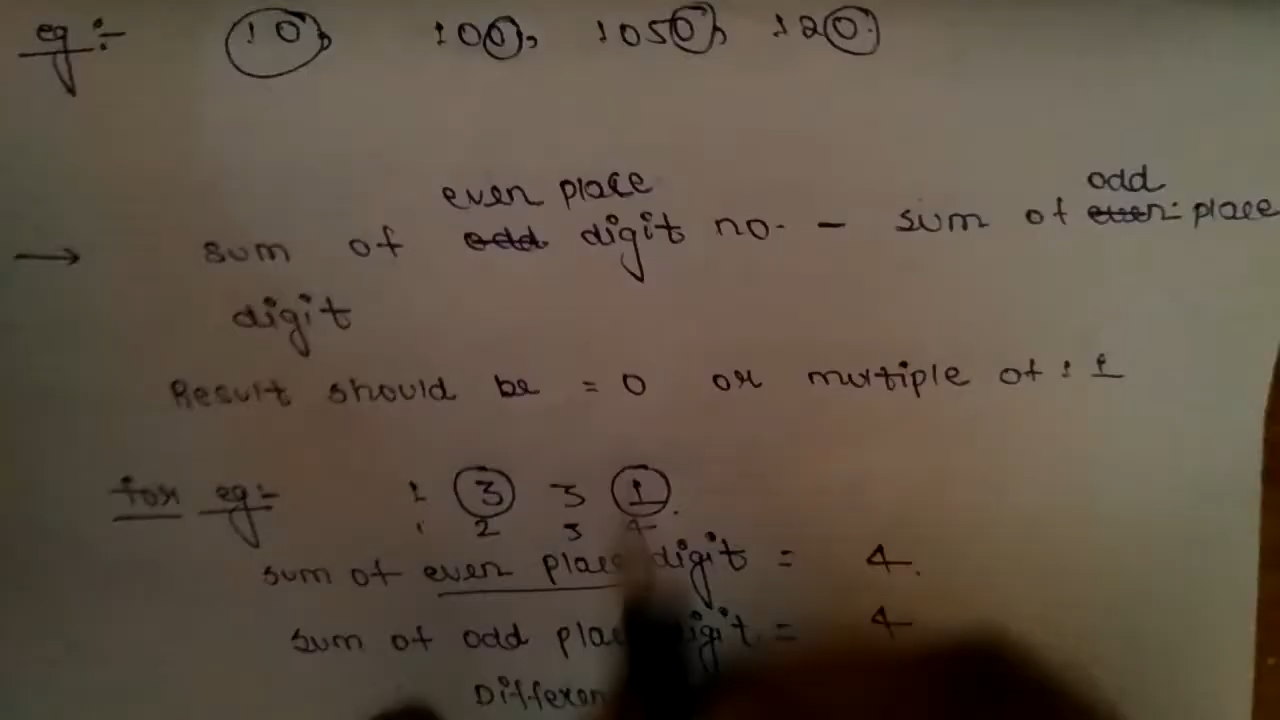 eg:- 10, 100, 1050, 120.
even place odd
→ sum of odd digit no. - sum of even place
digit
Result should be = 0 or multiple of 11
for eg:- 1 3 3 1.
1 2 3 4
sum of even place digit = 4.
sum of odd digit = 4